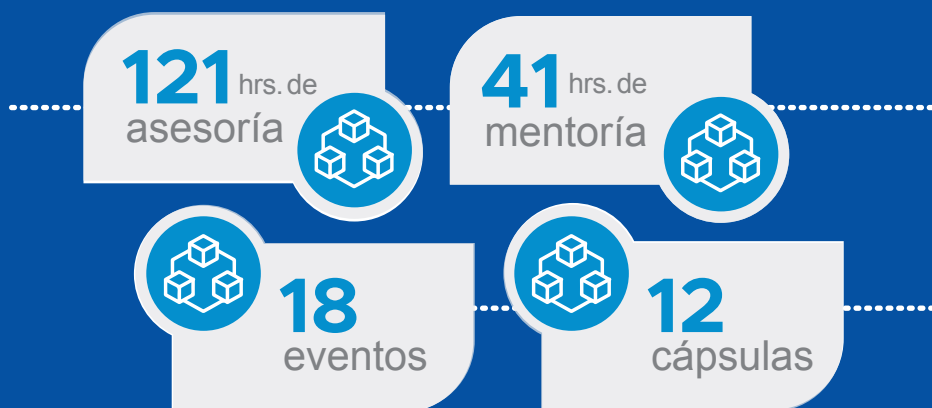 121 hrs. de
asesoría
41 hrs. de
mentoría
18
eventos
12
cápsulas